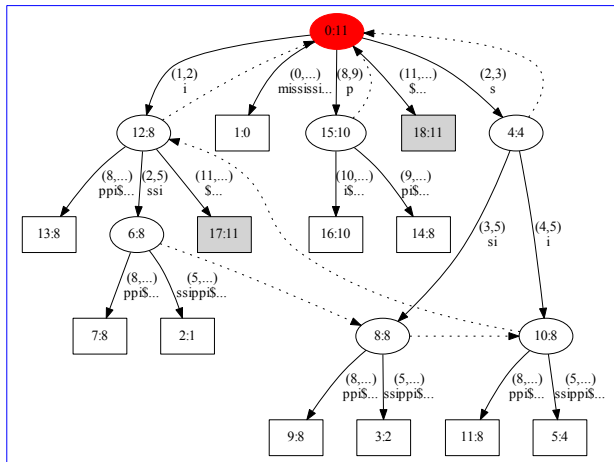 0:11
(1,2)
i
(0,...)
mississi...
(8,9)
p
(11,...)
$...
(2,3)
s
12:8
1:0
15:10
18:11
4:4
(8,...)
ppi$...
(2,5)
ssi
(11,...)
$...
(10,...)
i$...
(9,...)
pi$...
(3,5)
si
(4,5)
i
13:8
6:8
17:11
16:10
14:8
(8,...)
ppi$...
(5,...)
ssippi$...
7:8
2:1
8:8
10:8
(8,...)
ppi$...
(5,...)
ssippi$...
(8,...)
ppi$...
(5,...)
ssippi$...
9:8
3:2
11:8
5:4